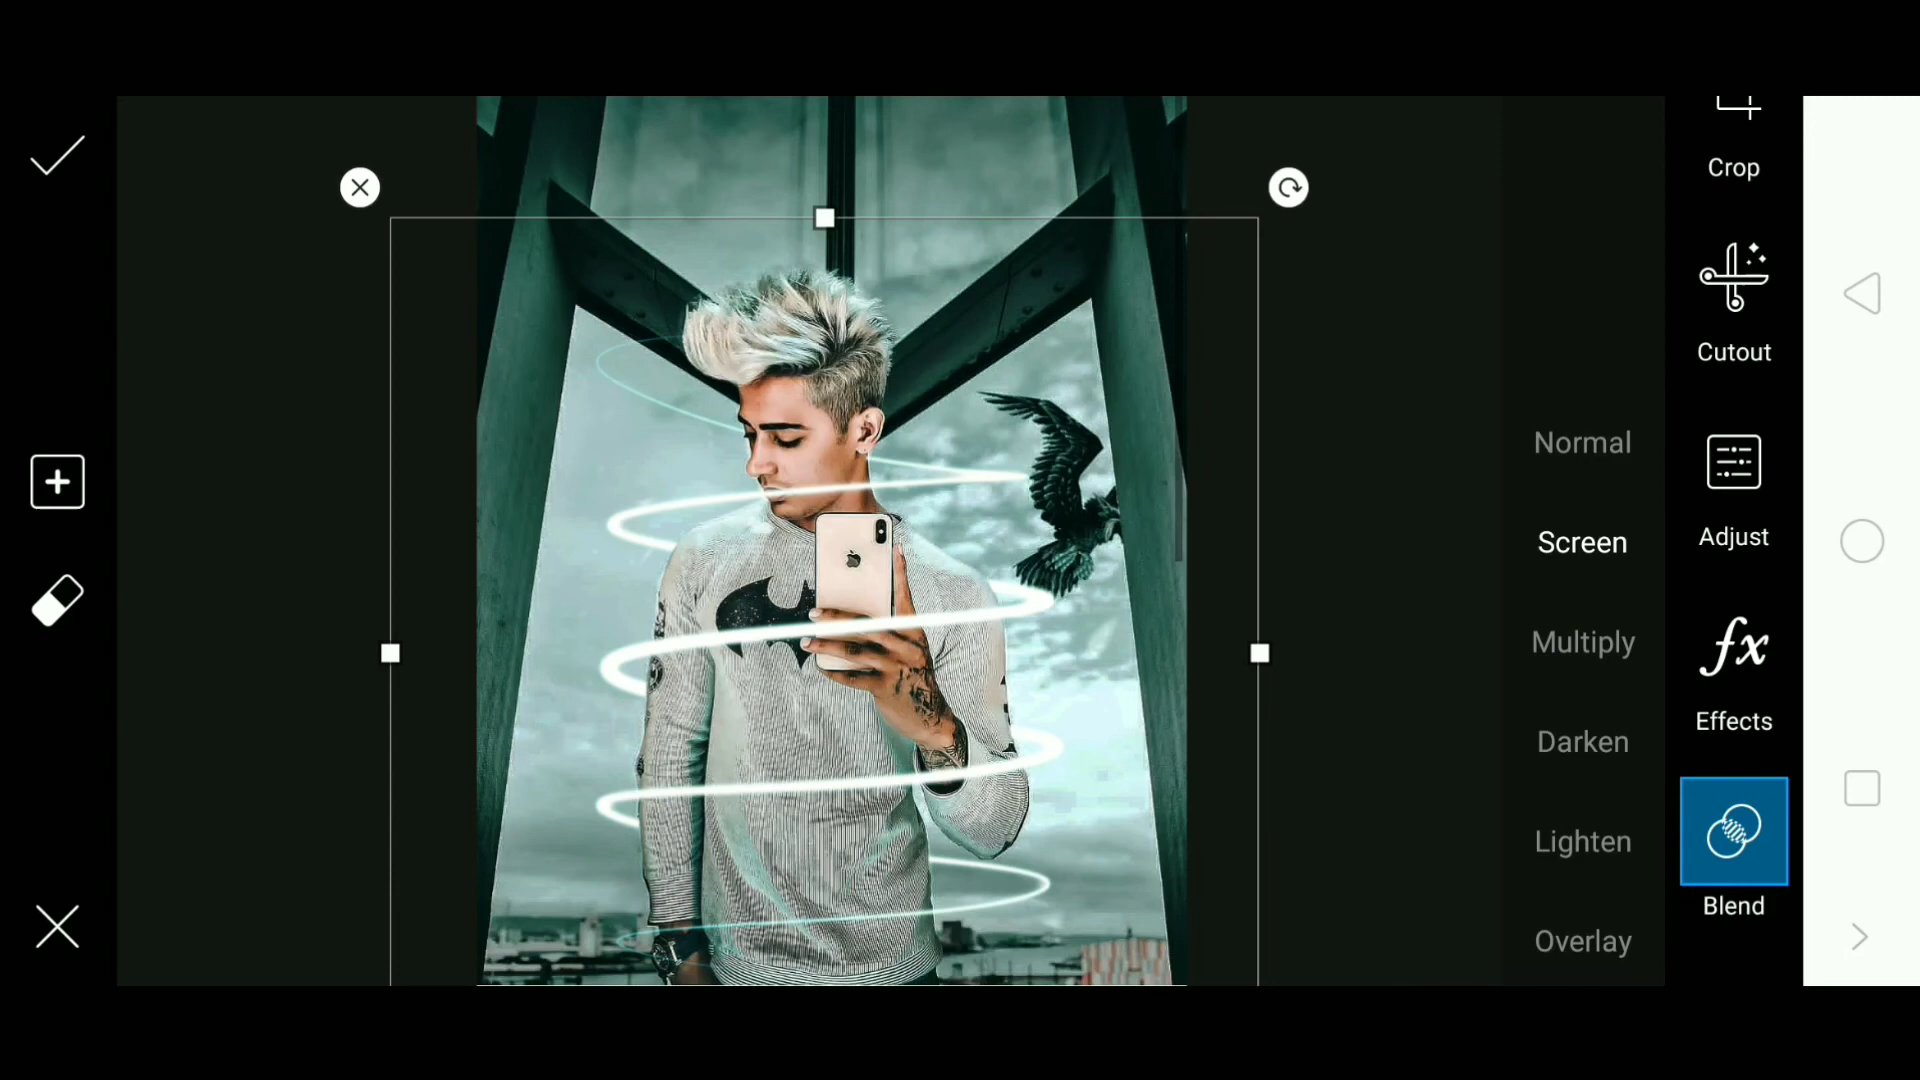 Crop
Cutout
Normal
Screen
Adjust
Multiply
Effects
Darken
Lighten
Blend
Overlay